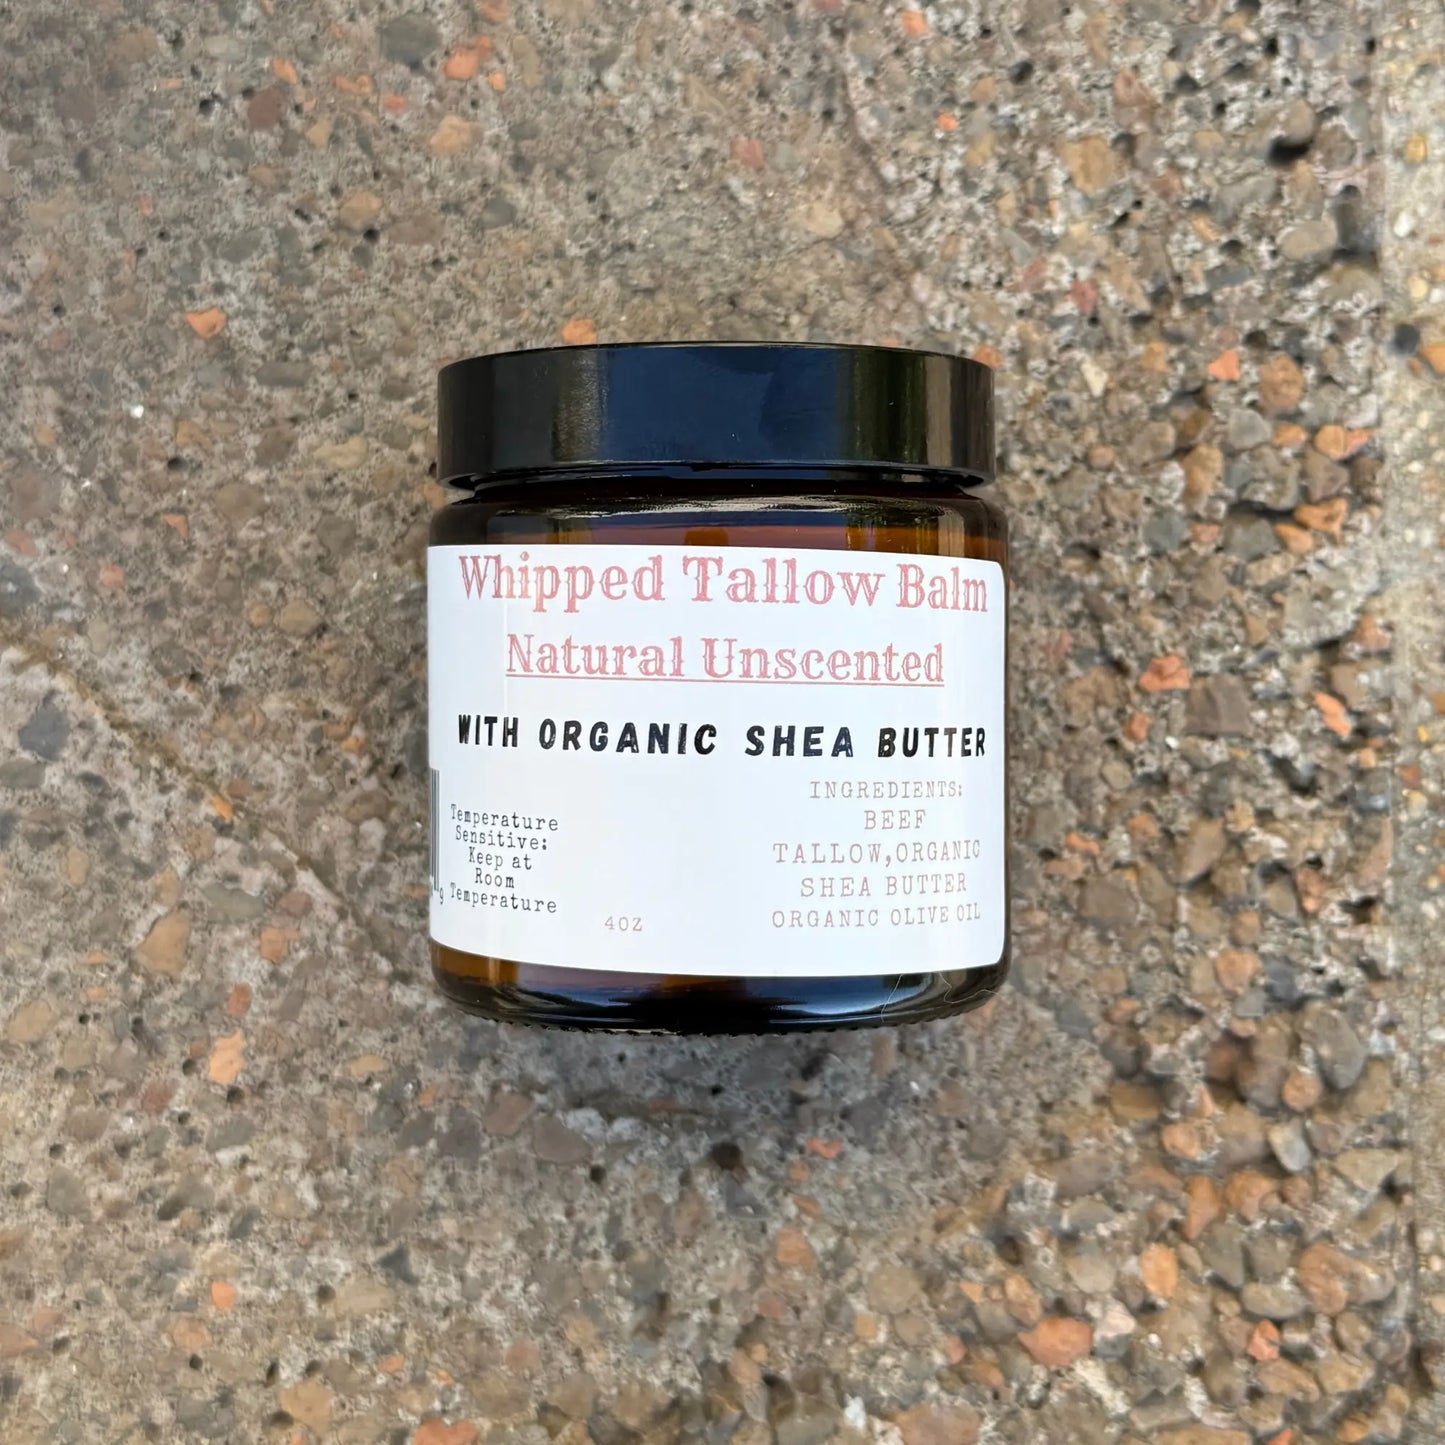 Whipped Tallow Balm
Natural Unscented
WITH ORGANIC SHEA BUTTER
Temperature
Sensitive:
Keep at
Room
Temperature
9
4OZ
INGREDIENTS:
BEEF
TALLOW,ORGANIC
SHEA BUTTER
ORGANIC OLIVE OIL